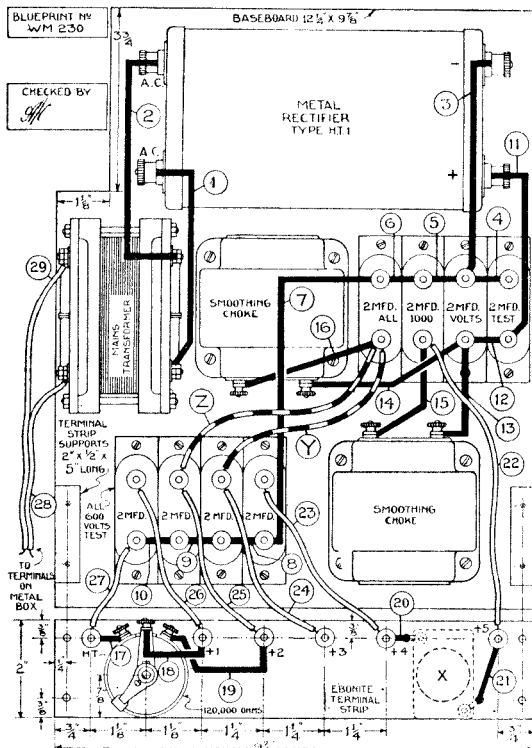 BLUEPRINT Nº
WM 230
CHECKED BY
BASEBOARD 12¼" X 9⅞"
3¾
A.C.
A.C.
METAL
RECTIFIER
TYPE H.T.1
-
+
2
1
3
11
1⅛"
6
5
4
29
MAINS
TRANSFORMER
SMOOTHING
CHOKE
7
16
2 MFD.
ALL
2 MFD.
1000
2 MFD.
VOLTS
2 MFD.
TEST
14
15
12
13
Z
Y
22
TERMINAL
STRIP
SUPPORTS
2" X ½" X
5" LONG
28
ALL
600
VOLTS
TEST
2 MFD.
2 MFD.
2 MFD.
2 MFD.
SMOOTHING
CHOKE
23
TO
TERMINALS
ON
METAL
BOX
27
10
9
26
25
8
24
20
H.T.
17
18
+1
19
+2
+3
+4
+5
X
21
2"
120,000 OHMS
EBONITE
TERMINAL
STRIP
¾
1⅛
1⅛
1¼
1¼
1¼
¾